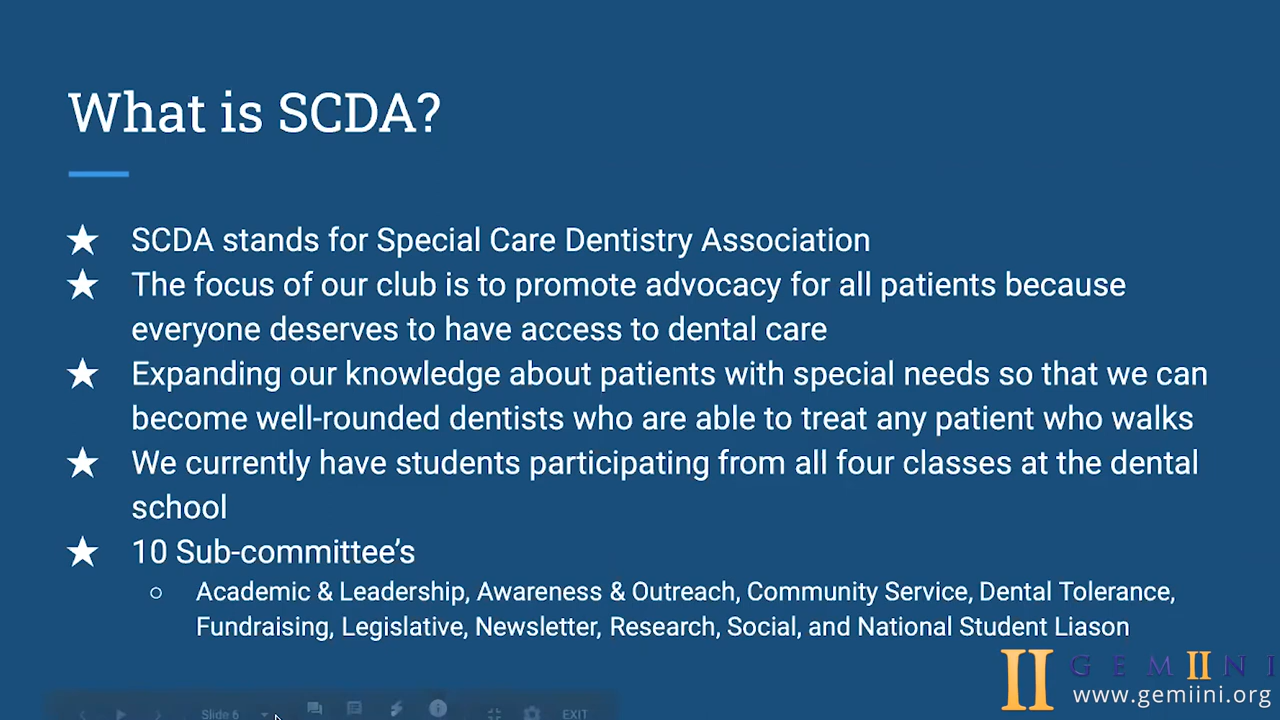 What is SCDA?
★ SCDA stands for Special Care Dentistry Association
★ The focus of our club is to promote advocacy for all patients because
everyone deserves to have access to dental care
★ Expanding our knowledge about patients with special needs so that we can
become well-rounded dentists who are able to treat any patient who walks
★ We currently have students participating from all four classes at the dental
school
★ 10 Sub-committee’s
○ Academic & Leadership, Awareness & Outreach, Community Service, Dental Tolerance,
Fundraising, Legislative, Newsletter, Research, Social, and National Student Liason
GEMIINI
www.gemiini.org
Slide 6
EXIT